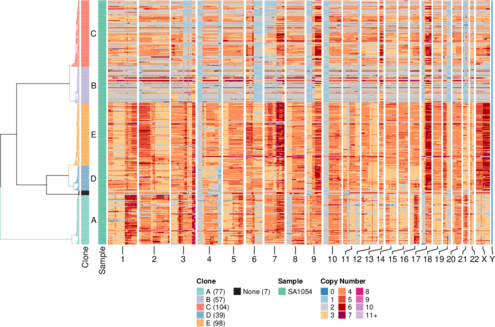 C
B
E
D
A
Clone
Sample
1 2 3 4 5 6 7 8 9 10 11 12 13 14 15 16 17 18 19 20 21 22 X Y
Clone
A (77)
B (57)
C (104)
D (39)
E (98)
None (7)
Sample
SA1054
Copy Number
0
1
2
3
4
5
6
7
8
9
10
11+